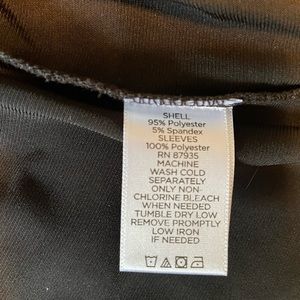 SHELL
95% Polyester
5% Spandex
SLEEVES
100% Polyester
RN 87935
MACHINE
WASH COLD
SEPARATELY
ONLY NON-
CHLORINE BLEACH
WHEN NEEDED
TUMBLE DRY LOW
REMOVE PROMPTLY
LOW IRON
IF NEEDED